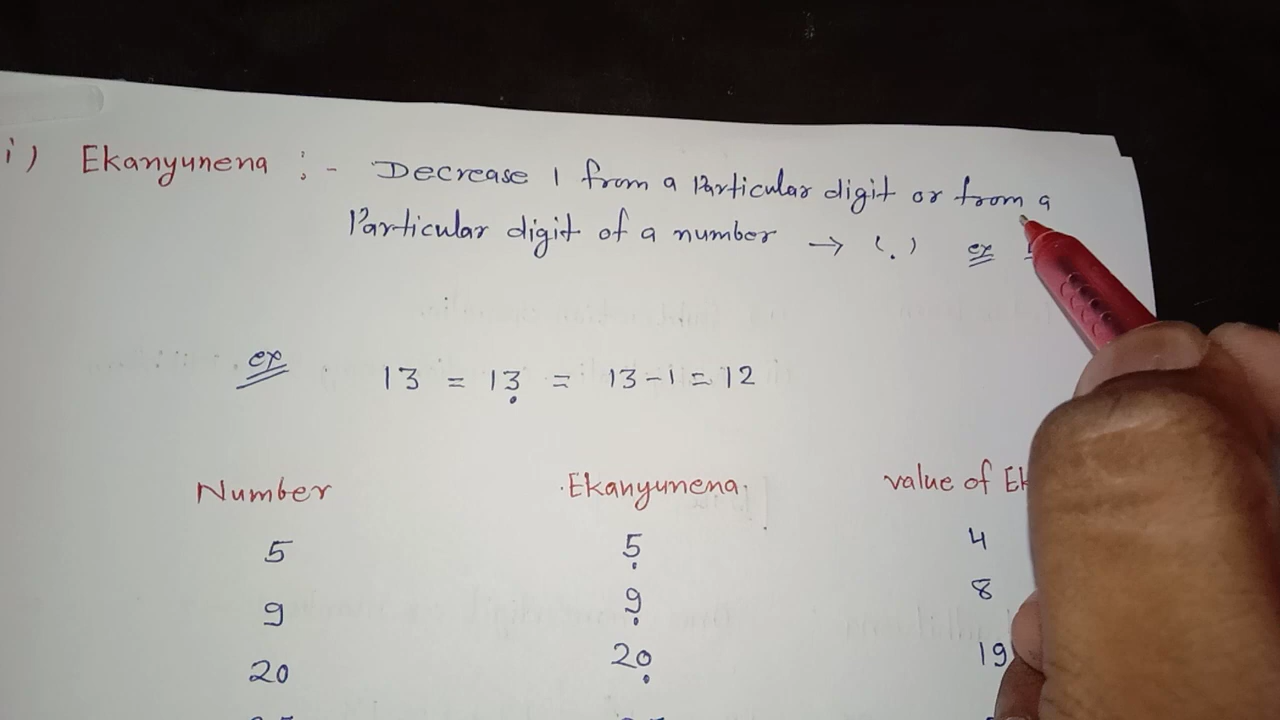 i) Ekanyunena :- Decrease 1 from a Particular digit or from a
Particular digit of a number → (.) ex
ex 13 = 13̣ = 13-1 = 12
Number Ekanyunena value of
5 5̣ 4
9 9̣ 8
20 20̣ 19